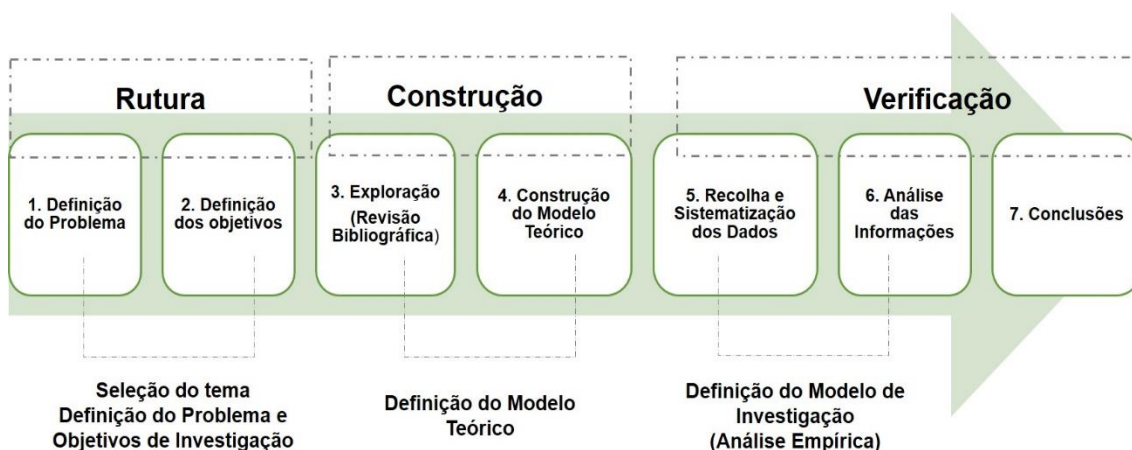 Rutura
Construção
Verificação
1. Definição
do Problema
2. Definição
dos objetivos
3. Exploração
(Revisão
Bibliográfica)
4. Construção
do Modelo
Teórico
5. Recolha e
Sistematização
dos Dados
6. Análise
das
Informações
7. Conclusões
Seleção do tema
Definição do Problema e
Objetivos de Investigação
Definição do Modelo
Teórico
Definição do Modelo de
Investigação
(Análise Empírica)